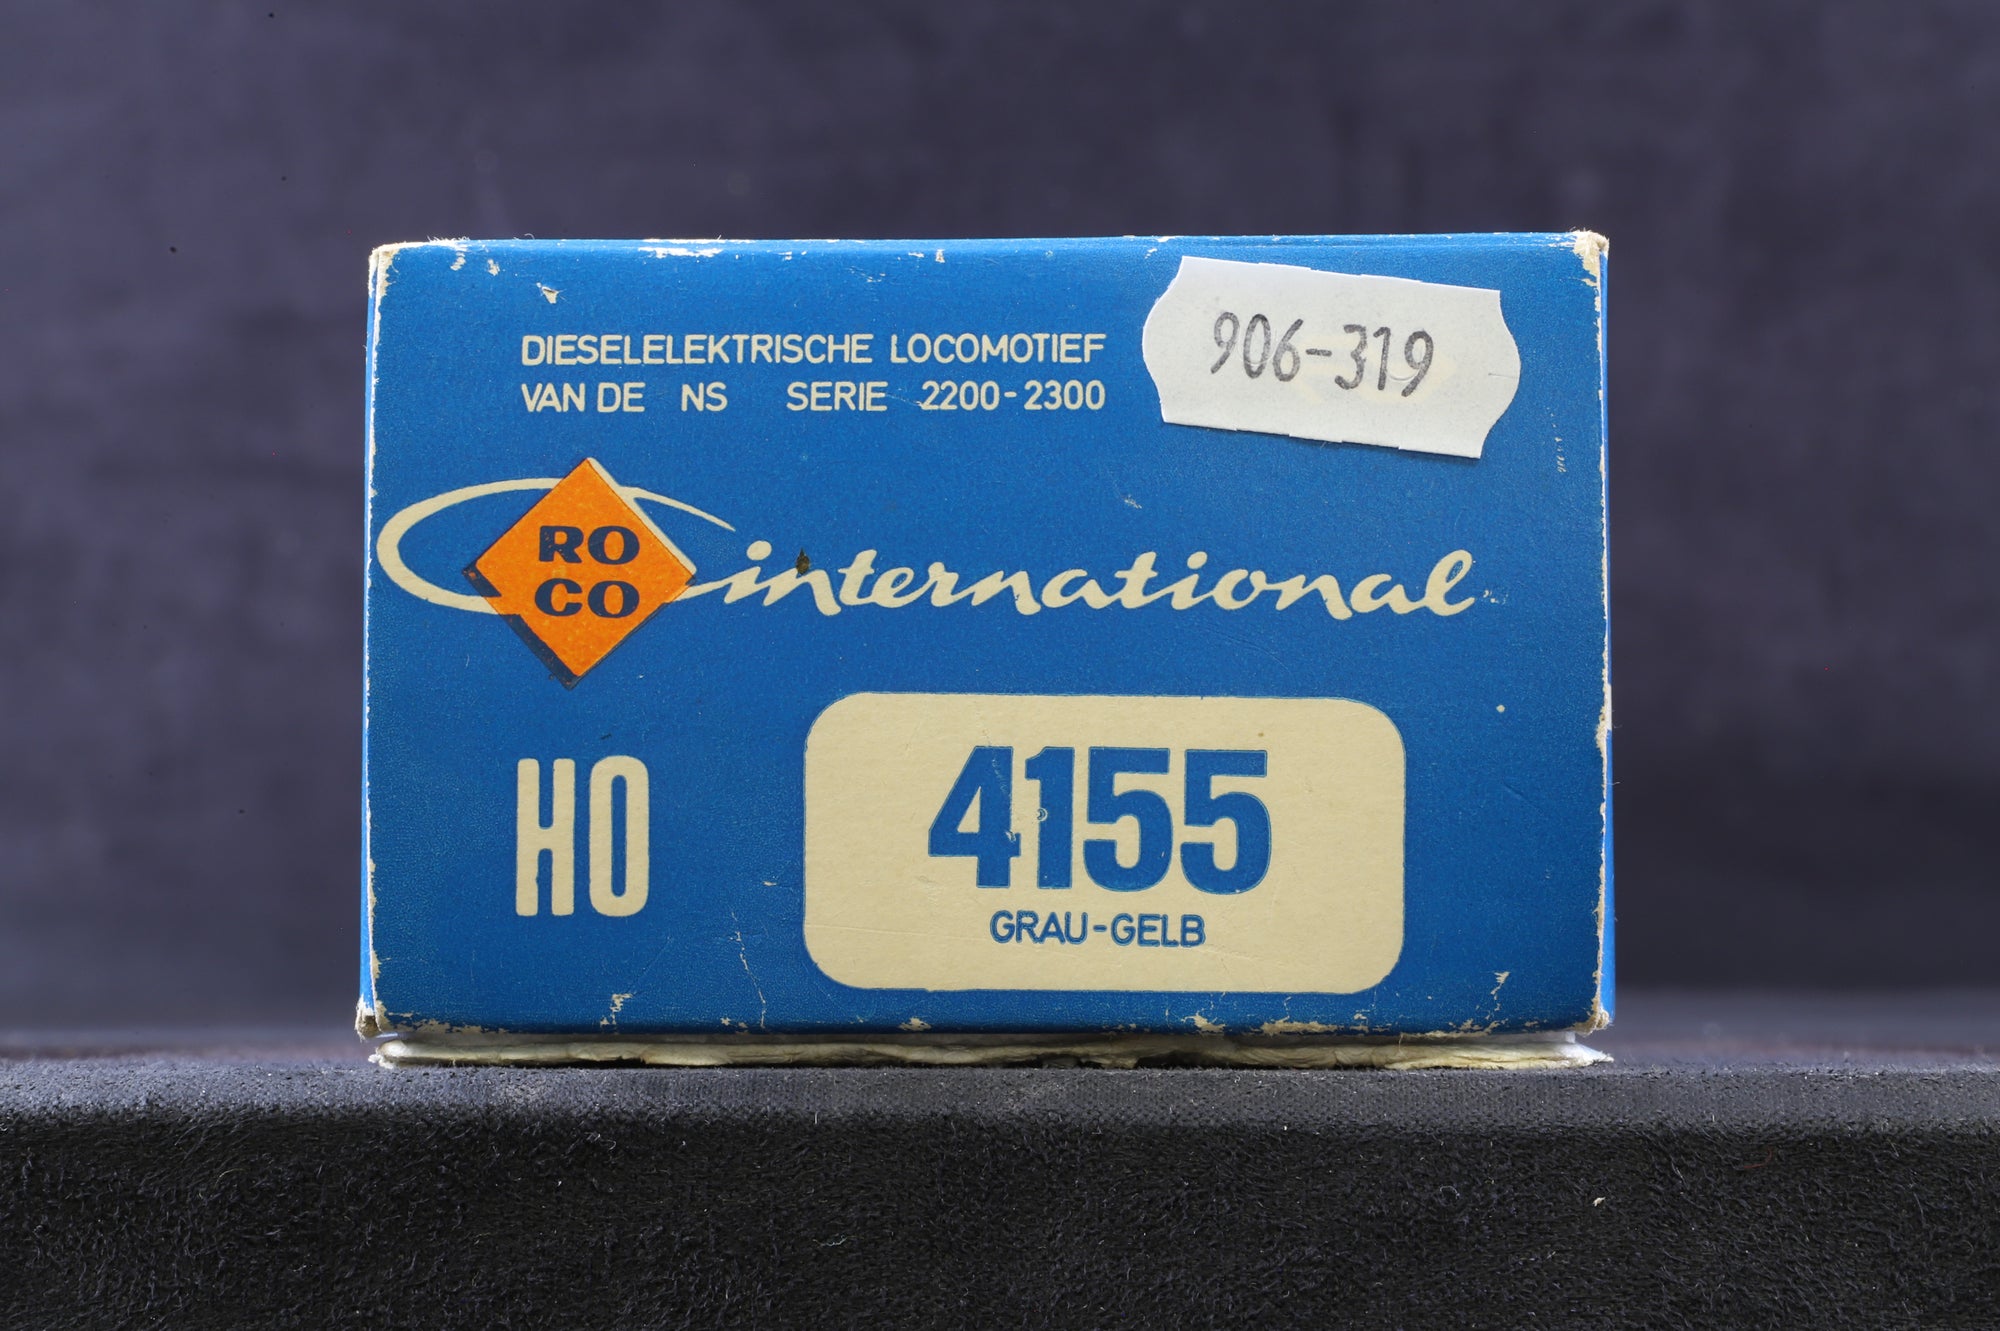 DIESELELEKTRISCHE LOCOMOTIEF
VAN DE NS SERIE 2200-2300
906-319
RO
CO
international
HO
4155
GRAU-GELB